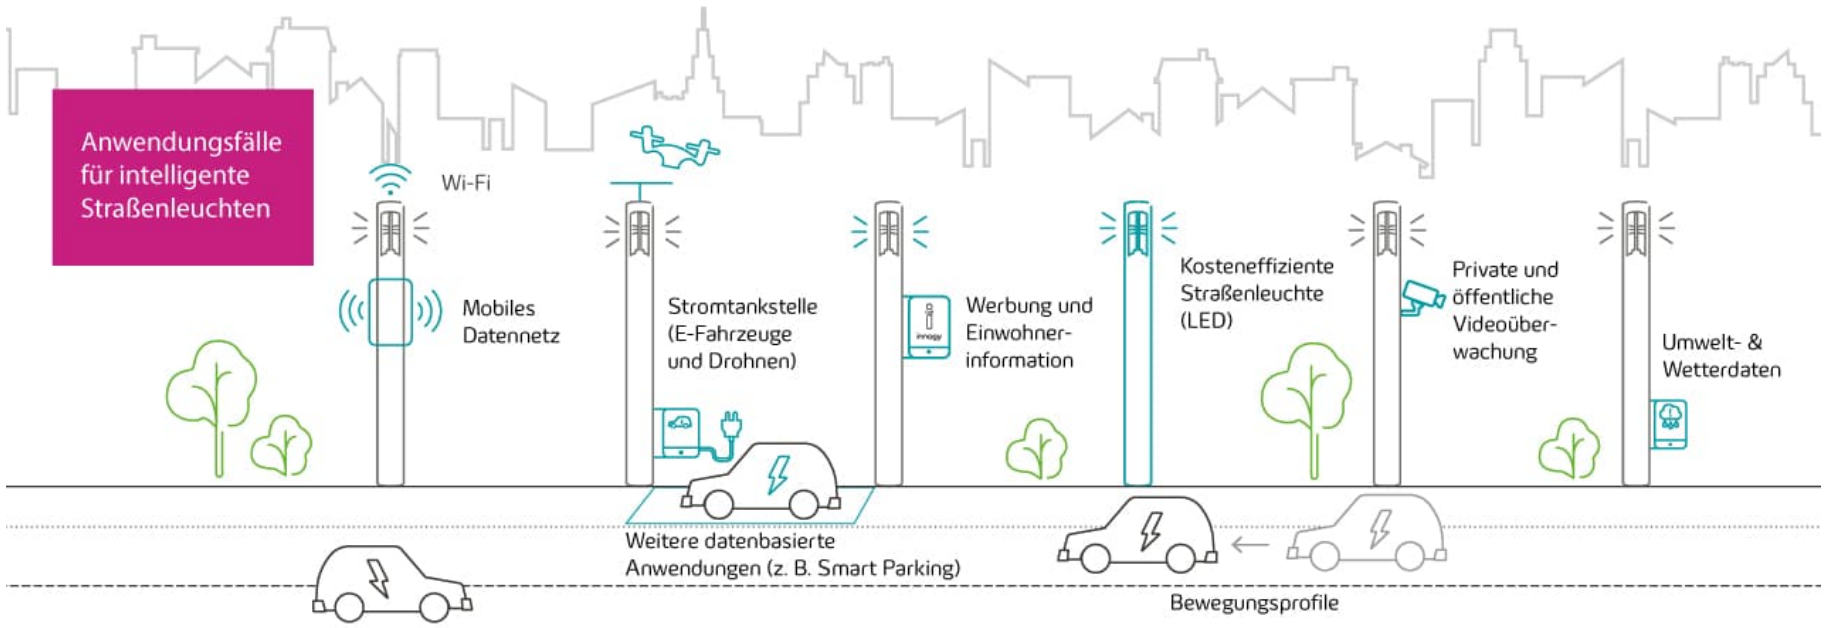 Anwendungsfälle
für intelligente
Straßenleuchten
Wi-Fi
Mobiles
Datennetz
Stromtankstelle
(E-Fahrzeuge
und Drohnen)
innogy
Werbung und
Einwohner-
information
Kosteneffiziente
Straßenleuchte
(LED)
Private und
öffentliche
Videoüber-
wachung
Umwelt- &
Wetterdaten
Weitere datenbasierte
Anwendungen (z. B. Smart Parking)
Bewegungsprofile